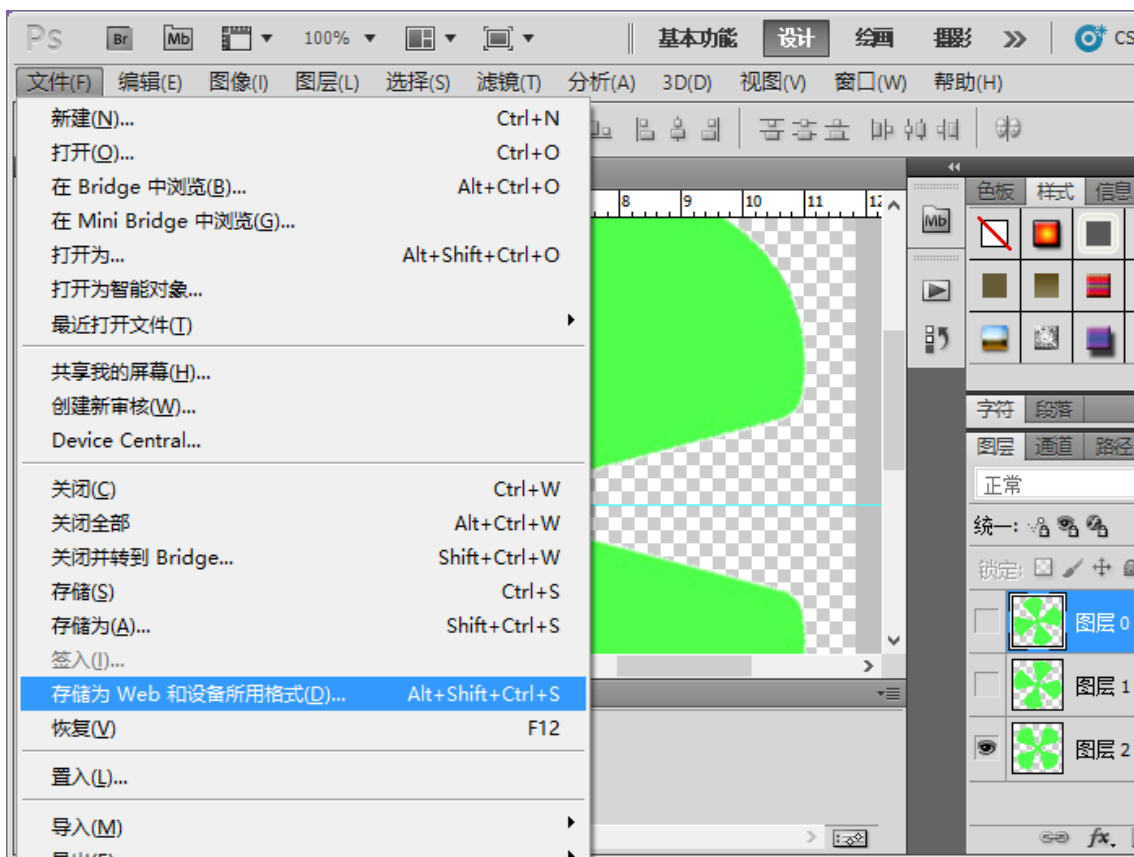 Ps Br Mb 100% 基本功能 设计 绘画 摄影 CS
文件(F) 编辑(E) 图像(I) 图层(L) 选择(S) 滤镜(T) 分析(A) 3D(D) 视图(V) 窗口(W) 帮助(H)
新建(N)... Ctrl+N
打开(O)... Ctrl+O
在 Bridge 中浏览(B)... Alt+Ctrl+O
在 Mini Bridge 中浏览(G)...
打开为... Alt+Shift+Ctrl+O
打开为智能对象...
最近打开文件(T)
共享我的屏幕(H)...
创建新审核(W)...
Device Central...
关闭(C) Ctrl+W
关闭全部 Alt+Ctrl+W
关闭并转到 Bridge... Shift+Ctrl+W
存储(S) Ctrl+S
存储为(A)... Shift+Ctrl+S
签入(I)...
存储为 Web 和设备所用格式(D)... Alt+Shift+Ctrl+S
恢复(V) F12
置入(L)...
导入(M)
8 9 10 11 12
Mb
色板 样式 信息
字符 段落
图层 通道 路径
正常
统一:
锁定:
图层 0
图层 1
图层 2
fx.